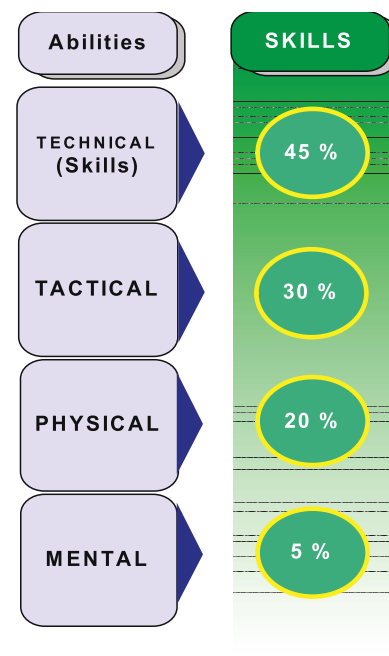 Abilities
SKILLS
TECHNICAL
(Skills)
45 %
TACTICAL
30 %
PHYSICAL
20 %
MENTAL
5 %